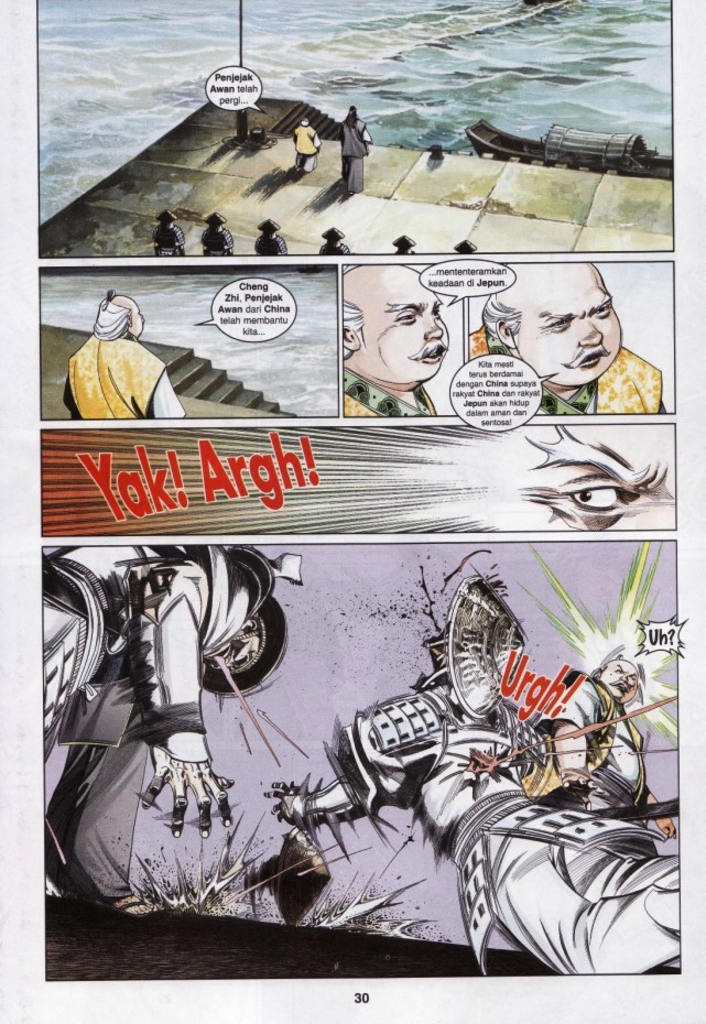 Penjejak
Awan telah
pergi...
Cheng
Zhi, Penjejak
Awan dari China
telah membantu
kita...
...mententeramkan
keadaan di Jepun.
Kita mesti
terus berdamai
dengan China supaya
rakyat China dan rakyat
Jepun akan hidup
dalam aman dan
sentosa!
Yak! Argh!
Uh?
Urgh!
30